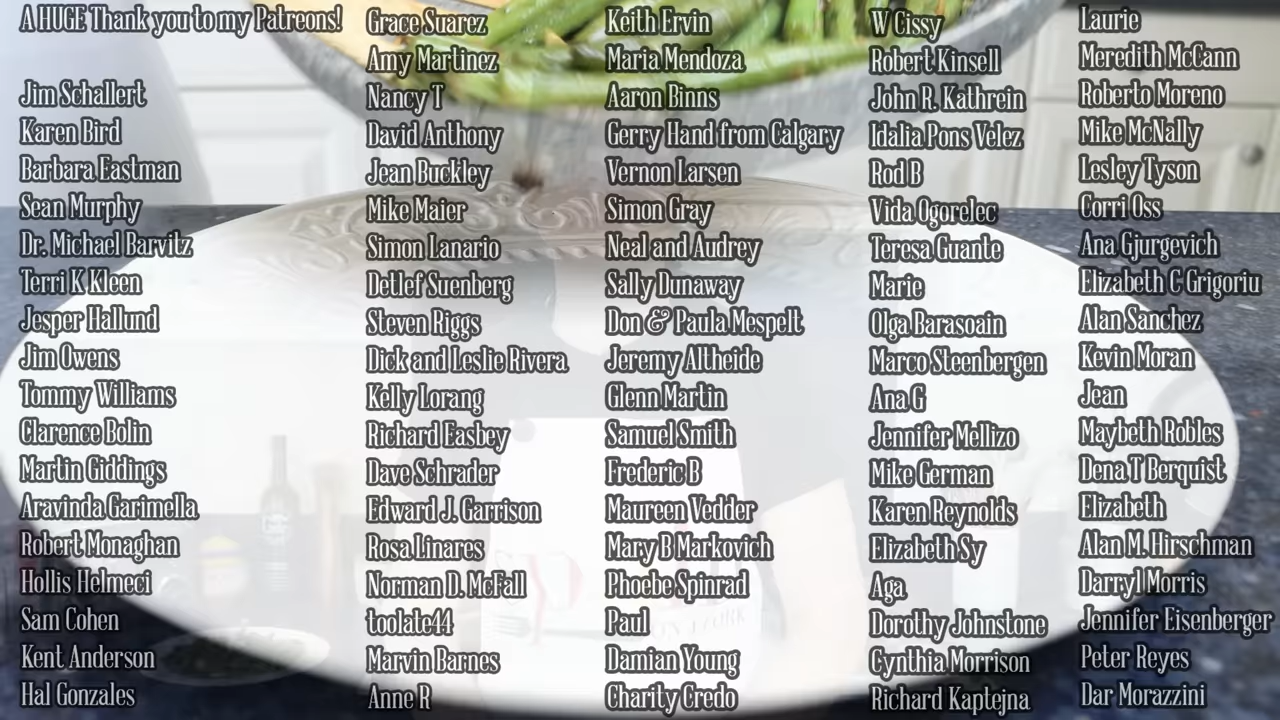 A HUGE Thank you to my Patreons!
Jim Schallert
Karen Bird
Barbara Eastman
Sean Murphy
Dr. Michael Barvitz
Terri K Kleen
Jesper Hallund
Jim Owens
Tommy Williams
Clarence Bolin
Martin Giddings
Aravinda Garimella
Robert Monaghan
Hollis Helmeci
Sam Cohen
Kent Anderson
Hal Gonzales
Grace Suarez
Amy Martinez
Nancy T
David Anthony
Jean Buckley
Mike Maier
Simon Lanario
Detlef Suenberg
Steven Riggs
Dick and Leslie Rivera
Kelly Lorang
Richard Easbey
Dave Schrader
Edward J. Garrison
Rosa Linares
Norman D. McFall
toolate44
Marvin Barnes
Anne R
Keith Ervin
Maria Mendoza
Aaron Binns
Gerry Hand from Calgary
Vernon Larsen
Simon Gray
Neal and Audrey
Sally Dunaway
Don & Paula Mespelt
Jeremy Altheide
Glenn Martin
Samuel Smith
Frederic B
Maureen Vedder
Mary B Markovich
Phoebe Spinrad
Paul
Damian Young
Charity Credo
W Cissy
Robert Kinsell
John R. Kathrein
Idalia Pons Velez
Rod B
Vida Ogorelec
Teresa Guante
Marie
Olga Barasoain
Marco Steenbergen
Ana G
Jennifer Mellizo
Mike German
Karen Reynolds
Elizabeth Sy
Aga
Dorothy Johnstone
Cynthia Morrison
Richard Kaptejna
Laurie
Meredith McCann
Roberto Moreno
Mike McNally
Lesley Tyson
Corri Oss
Ana Gjurgevich
Elizabeth C Grigoriu
Alan Sanchez
Kevin Moran
Jean
Maybeth Robles
Dena T Berquist
Elizabeth
Alan M. Hirschman
Darryl Morris
Jennifer Eisenberger
Peter Reyes
Dar Morazzini